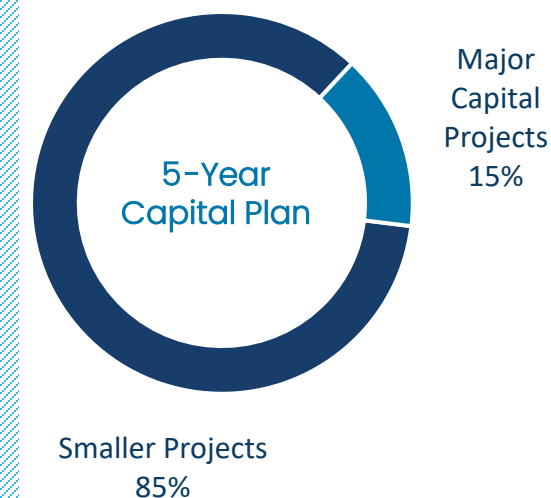 Major
Capital
Projects
15%
5-Year
Capital Plan
Smaller Projects
85%